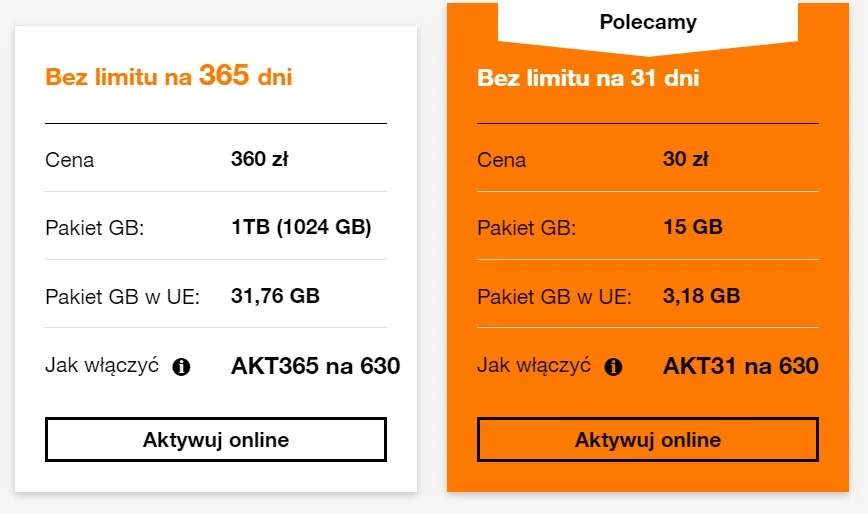 Bez limitu na 365 dni
Cena 360 zł
Pakiet GB: 1TB (1024 GB)
Pakiet GB w UE: 31,76 GB
Jak włączyć i AKT365 na 630
Aktywuj online
Polecamy
Bez limitu na 31 dni
Cena 30 zł
Pakiet GB: 15 GB
Pakiet GB w UE: 3,18 GB
Jak włączyć i AKT31 na 630
Aktywuj online